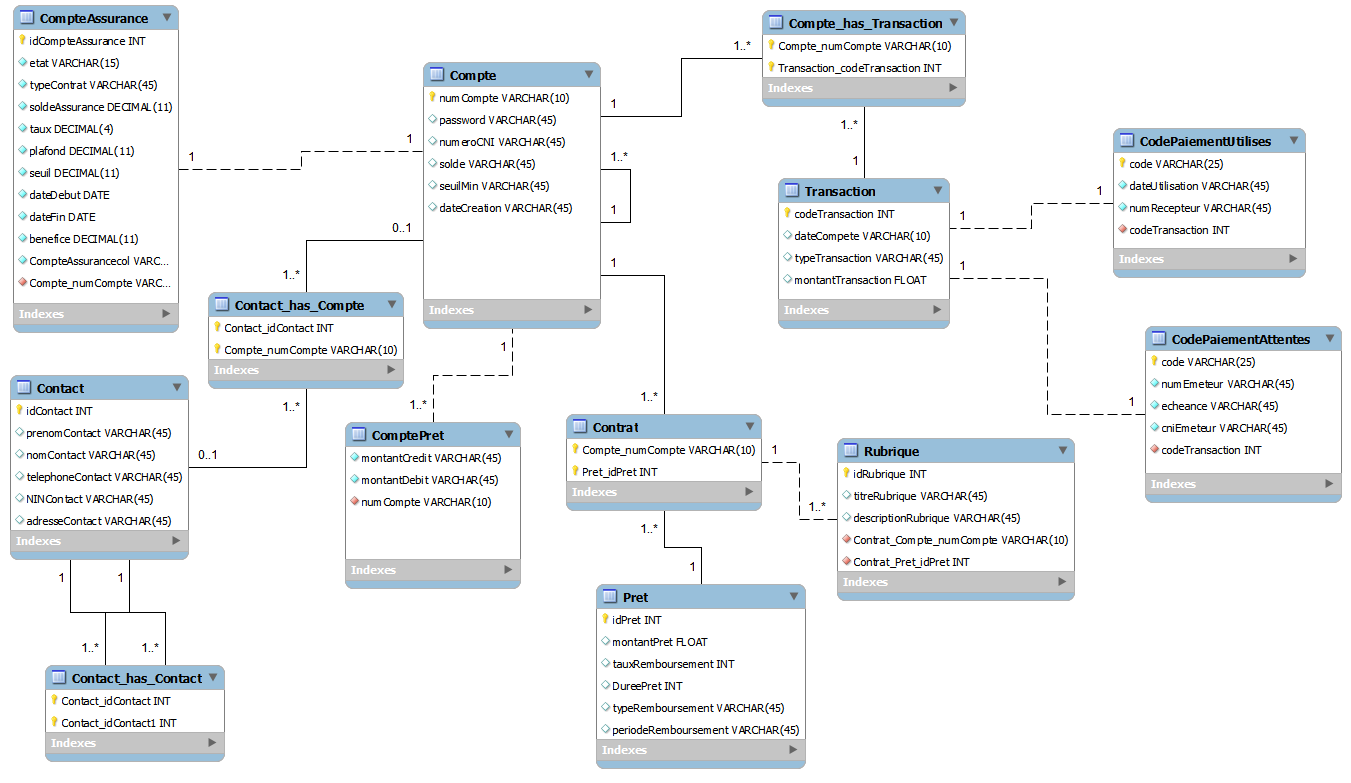 CompteAssurance
idCompteAssurance INT
etat VARCHAR(15)
typeContrat VARCHAR(45)
soldeAssurance DECIMAL(11)
taux DECIMAL(4)
plafond DECIMAL(11)
seuil DECIMAL(11)
dateDebut DATE
dateFin DATE
benefice DECIMAL(11)
CompteAssurancecol VARC...
Compte_numCompte VARC...
Indexes
1
1
Compte
numCompte VARCHAR(10)
password VARCHAR(45)
numeroCNI VARCHAR(45)
solde VARCHAR(45)
seuilMin VARCHAR(45)
dateCreation VARCHAR(45)
Indexes
1
1..*
1..*
1
Compte_has_Transaction
Compte_numCompte VARCHAR(10)
Transaction_codeTransaction INT
Indexes
1..*
1
Transaction
codeTransaction INT
dateCompete VARCHAR(10)
typeTransaction VARCHAR(45)
montantTransaction FLOAT
Indexes
1
1
CodePaiementUtilises
code VARCHAR(25)
dateUtilisation VARCHAR(45)
numRecepteur VARCHAR(45)
codeTransaction INT
Indexes
1
1
CodePaiementAttentes
code VARCHAR(25)
numEmeteur VARCHAR(45)
echeance VARCHAR(45)
cniEmeteur VARCHAR(45)
codeTransaction INT
Indexes
0..1
1..*
Contact_has_Compte
Contact_idContact INT
Compte_numCompte VARCHAR(10)
Indexes
1..*
0..1
Contact
idContact INT
prenomContact VARCHAR(45)
nomContact VARCHAR(45)
telephoneContact VARCHAR(45)
NINContact VARCHAR(45)
adresseContact VARCHAR(45)
Indexes
1
1
1..*
1..*
Contact_has_Contact
Contact_idContact INT
Contact_idContact1 INT
Indexes
1
1..*
ComptePret
montantCredit VARCHAR(45)
montantDebit VARCHAR(45)
numCompte VARCHAR(10)
Indexes
1
1..*
Contrat
Compte_numCompte VARCHAR(10)
Pret_idPret INT
Indexes
1
1..*
Rubrique
idRubrique INT
titreRubrique VARCHAR(45)
descriptionRubrique VARCHAR(45)
Contrat_Compte_numCompte VARCHAR(10)
Contrat_Pret_idPret INT
Indexes
1..*
1
Pret
idPret INT
montantPret FLOAT
tauxRemboursement INT
DureePret INT
typeRemboursement VARCHAR(45)
periodeRemboursement VARCHAR(45)
Indexes